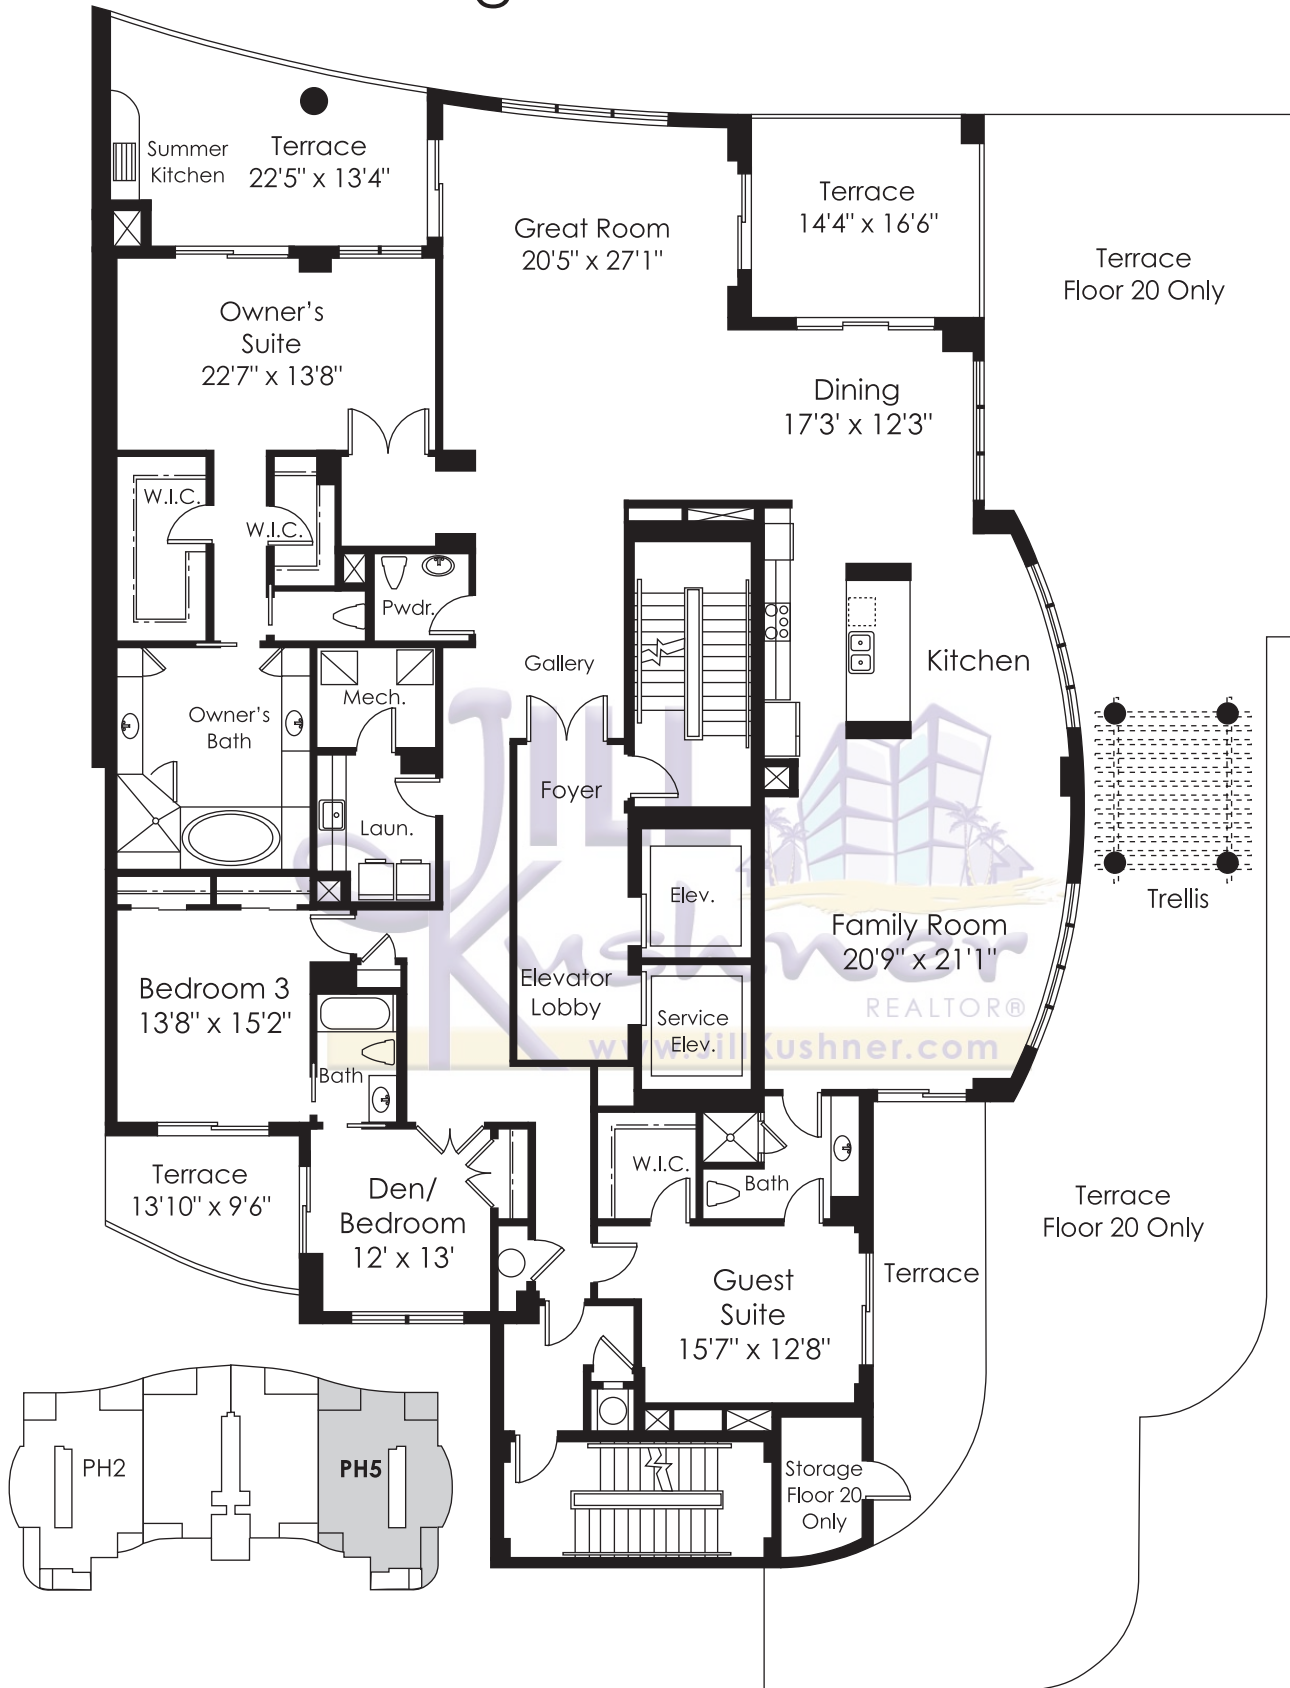 g
Summer
Kitchen
Terrace
22'5" x 13'4"
Great Room
20'5" x 27'1"
Terrace
14'4" x 16'6"
Terrace
Floor 20 Only
Owner's
Suite
22'7" x 13'8"
Dining
17'3' x 12'3"
W.I.C.
W.I.C.
Pwdr.
Gallery
Kitchen
Mech.
Owner's
Bath
Foyer
Laun.
Elev.
Trellis
JILL
Kushner
REALTOR®
www.JillKushner.com
Family Room
20'9" x 21'1"
Elevator
Lobby
Service
Elev.
Bedroom 3
13'8" x 15'2"
Bath
Terrace
13'10" x 9'6"
Den/
Bedroom
12' x 13'
W.I.C.
Bath
Terrace
Floor 20 Only
Guest
Suite
15'7" x 12'8"
Terrace
Storage
Floor 20
Only
PH2
PH5